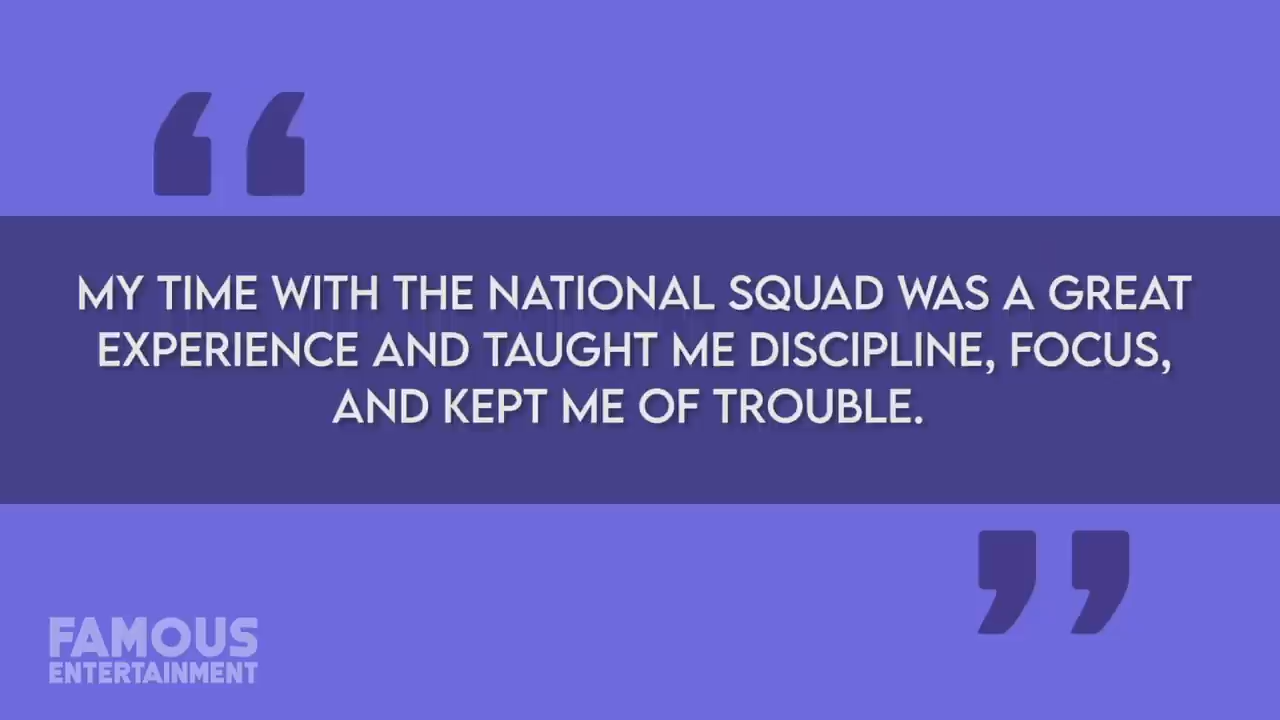 MY TIME WITH THE NATIONAL SQUAD WAS A GREAT
EXPERIENCE AND TAUGHT ME DISCIPLINE, FOCUS,
AND KEPT ME OF TROUBLE.
FAMOUS
ENTERTAINMENT